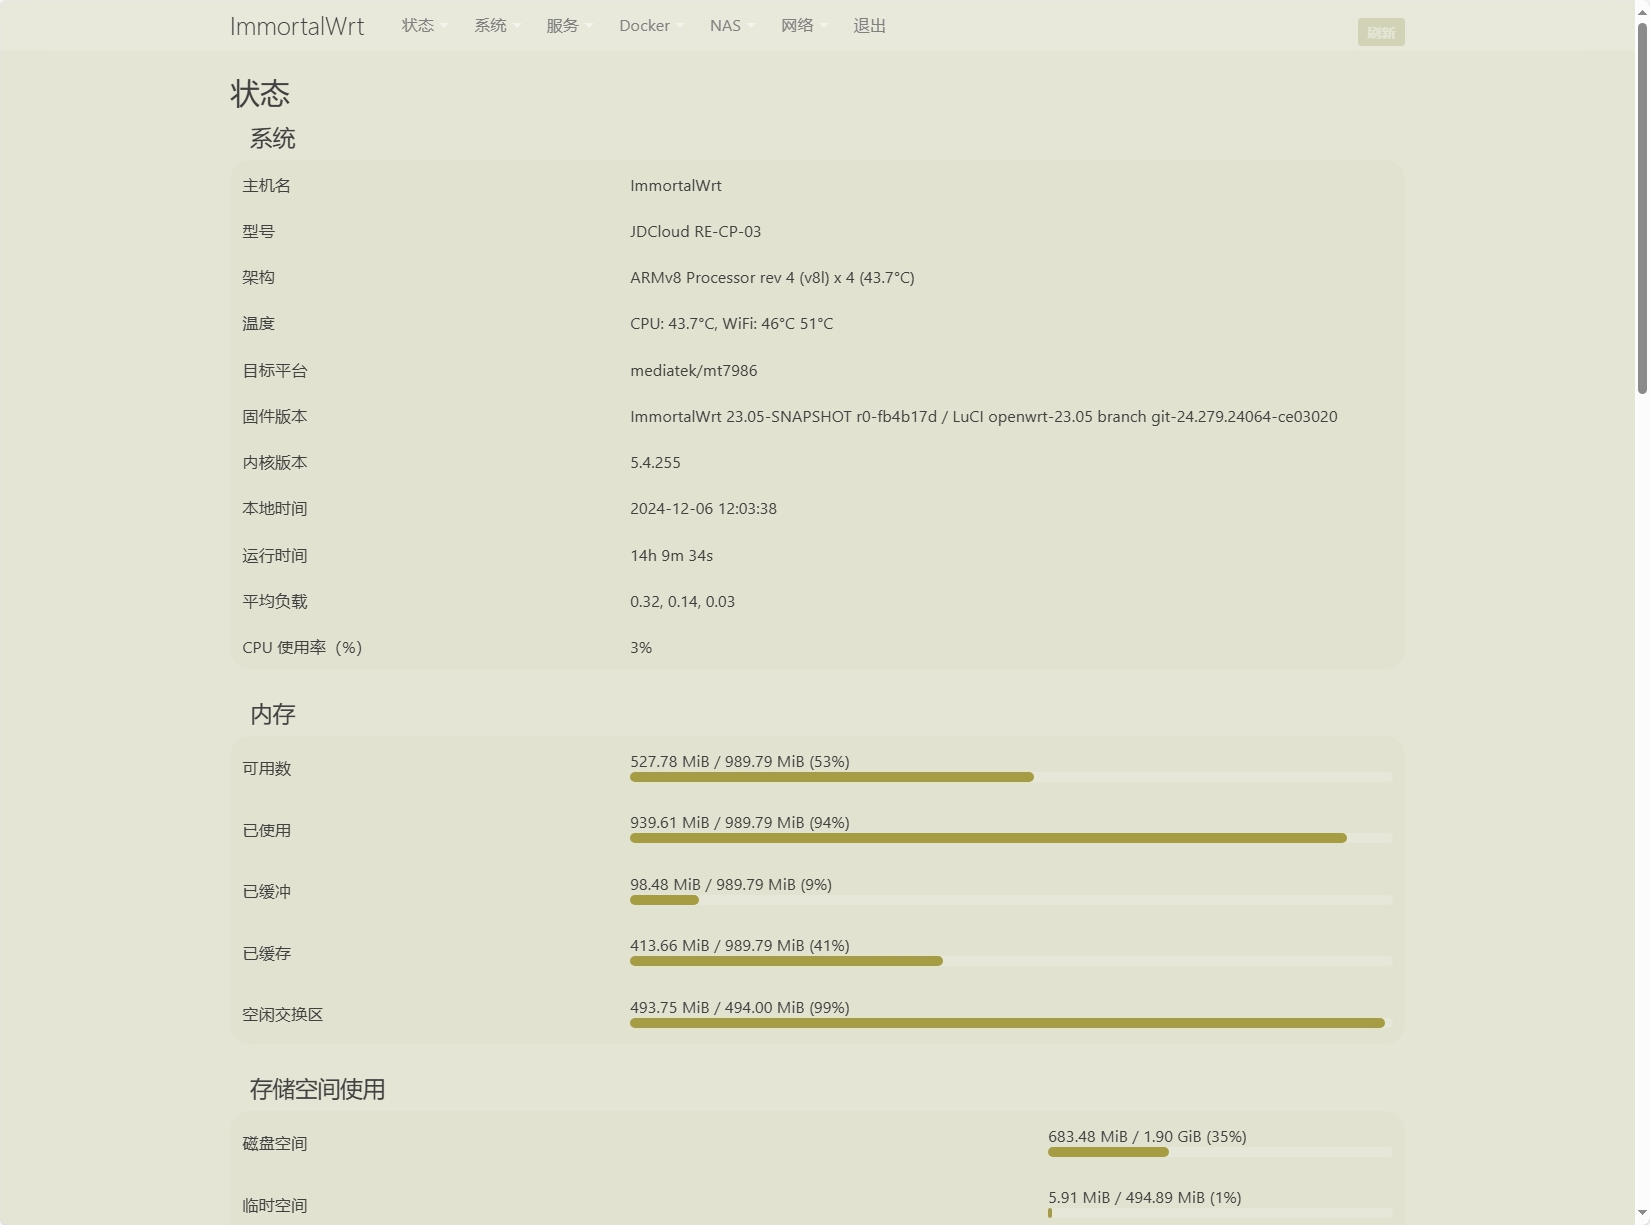 ImmortalWrt 状态 系统 服务 Docker NAS 网络 退出 刷新
状态
系统
主机名 ImmortalWrt
型号 JDCloud RE-CP-03
架构 ARMv8 Processor rev 4 (v8l) x 4 (43.7°C)
温度 CPU: 43.7°C, WiFi: 46°C 51°C
目标平台 mediatek/mt7986
固件版本 ImmortalWrt 23.05-SNAPSHOT r0-fb4b17d / LuCI openwrt-23.05 branch git-24.279.24064-ce03020
内核版本 5.4.255
本地时间 2024-12-06 12:03:38
运行时间 14h 9m 34s
平均负载 0.32, 0.14, 0.03
CPU 使用率（%） 3%
内存
可用数 527.78 MiB / 989.79 MiB (53%)
已使用 939.61 MiB / 989.79 MiB (94%)
已缓冲 98.48 MiB / 989.79 MiB (9%)
已缓存 413.66 MiB / 989.79 MiB (41%)
空闲交换区 493.75 MiB / 494.00 MiB (99%)
存储空间使用
磁盘空间 683.48 MiB / 1.90 GiB (35%)
临时空间 5.91 MiB / 494.89 MiB (1%)